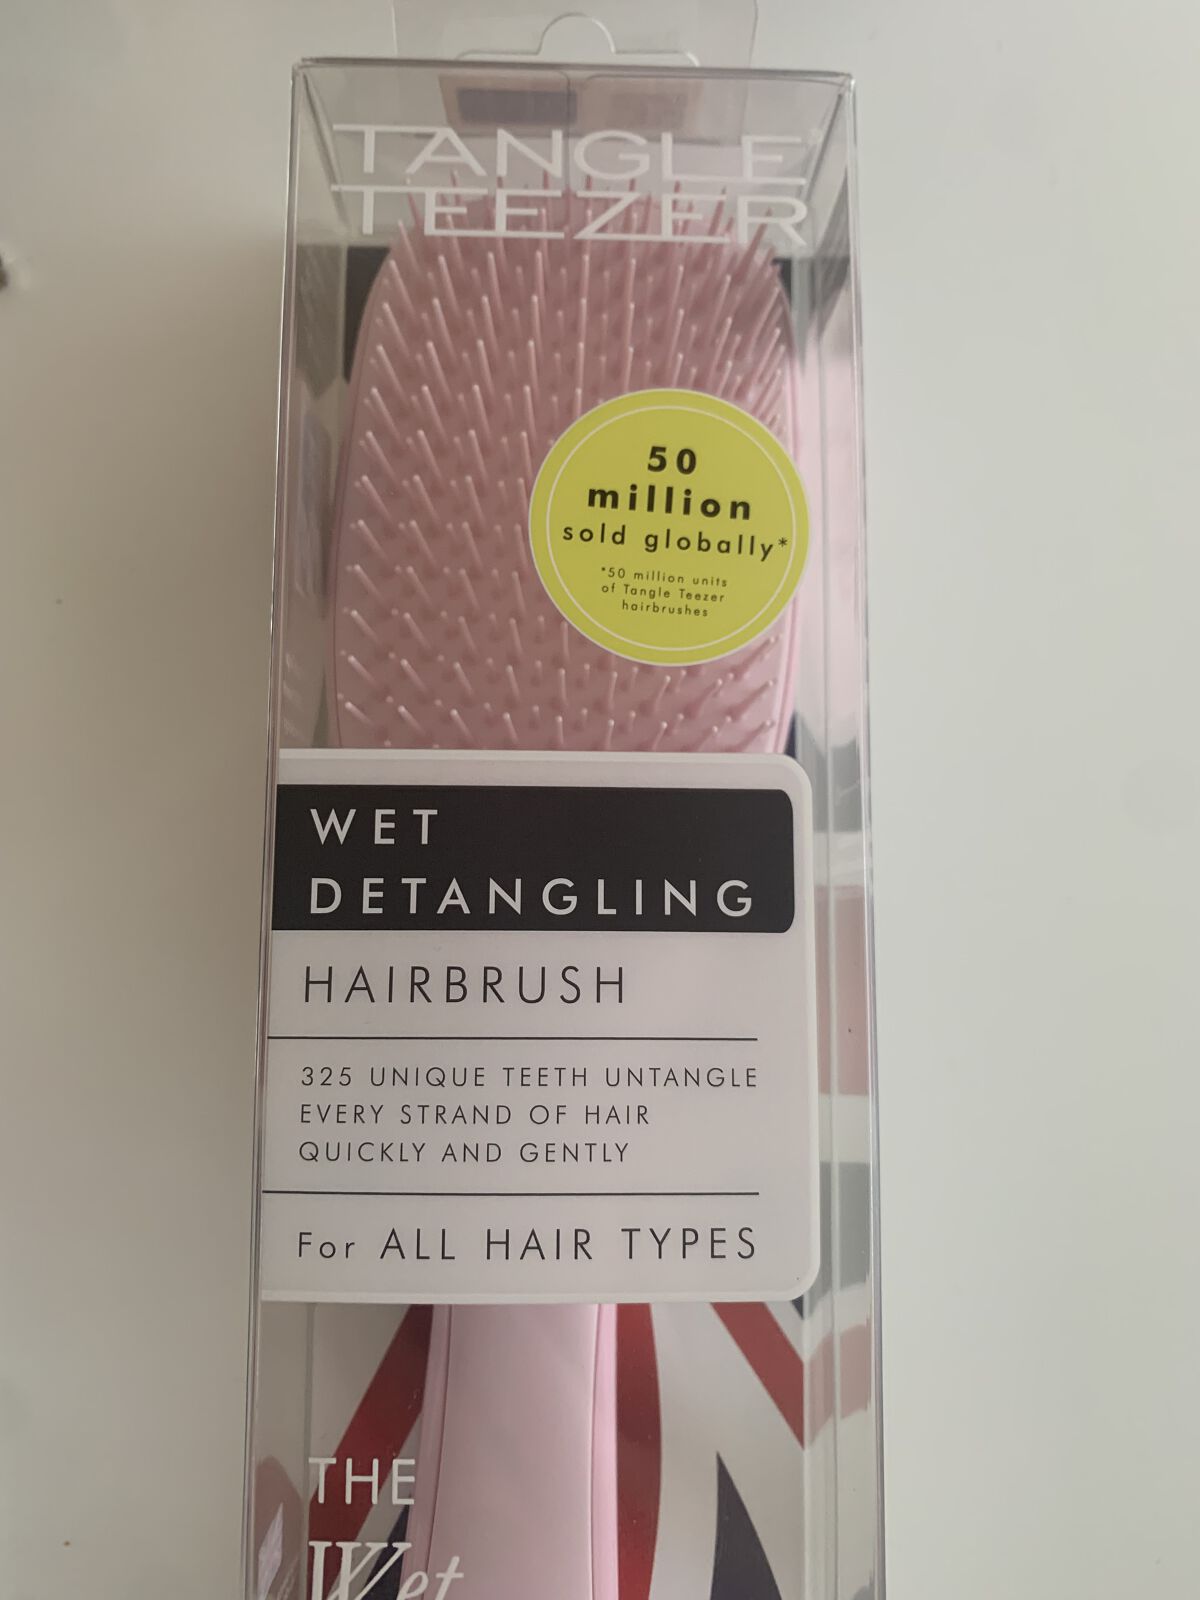 TANGLE
TEEZER
50
million
sold globally*
*50 million units
of Tangle Teezer
hairbrushes
WET
DETANGLING
HAIRBRUSH
325 UNIQUE TEETH UNTANGLE
EVERY STRAND OF HAIR
QUICKLY AND GENTLY
For ALL HAIR TYPES
THE
Wet